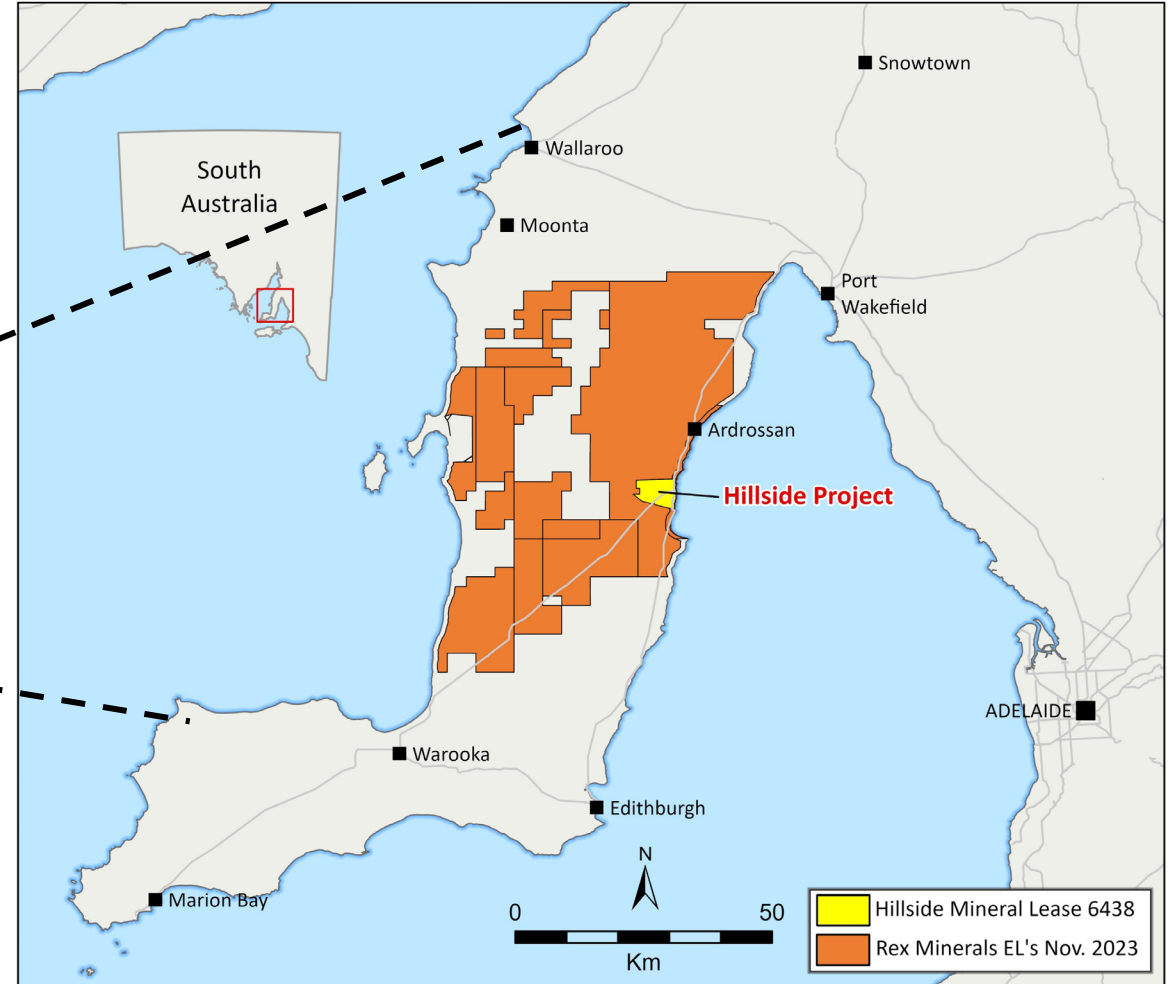 Snowtown
Wallaroo
South
Australia
Moonta
Port
Wakefield
Ardrossan
Hillside Project
ADELAIDE
Warooka
Edithburgh
Marion Bay
N
0 50
Km
Hillside Mineral Lease 6438
Rex Minerals EL's Nov. 2023